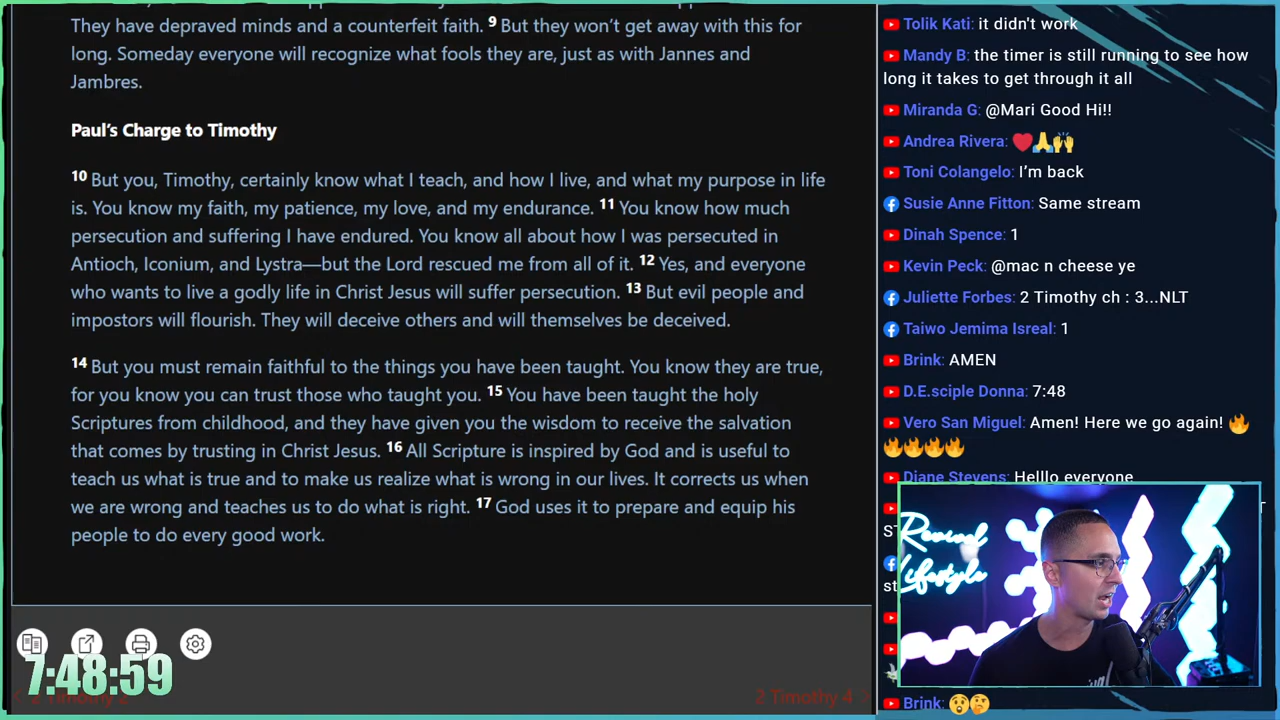 They have depraved minds and a counterfeit faith. 9 But they won't get away with this for
long. Someday everyone will recognize what fools they are, just as with Jannes and
Jambres.
Paul's Charge to Timothy
10 But you, Timothy, certainly know what I teach, and how I live, and what my purpose in life
is. You know my faith, my patience, my love, and my endurance. 11 You know how much
persecution and suffering I have endured. You know all about how I was persecuted in
Antioch, Iconium, and Lystra—but the Lord rescued me from all of it. 12 Yes, and everyone
who wants to live a godly life in Christ Jesus will suffer persecution. 13 But evil people and
impostors will flourish. They will deceive others and will themselves be deceived.
14 But you must remain faithful to the things you have been taught. You know they are true,
for you know you can trust those who taught you. 15 You have been taught the holy
Scriptures from childhood, and they have given you the wisdom to receive the salvation
that comes by trusting in Christ Jesus. 16 All Scripture is inspired by God and is useful to
teach us what is true and to make us realize what is wrong in our lives. It corrects us when
we are wrong and teaches us to do what is right. 17 God uses it to prepare and equip his
people to do every good work.
7:48:59
2 Timothy 2
2 Timothy 4
Tolik Kati: it didn't work
Mandy B: the timer is still running to see how
long it takes to get through it all
Miranda G: @Mari Good Hi!!
Andrea Rivera: ❤️🙏🙌
Toni Colangelo: I'm back
Susie Anne Fitton: Same stream
Dinah Spence: 1
Kevin Peck: @mac n cheese ye
Juliette Forbes: 2 Timothy ch : 3...NLT
Taiwo Jemima Isreal: 1
Brink: AMEN
D.E.sciple Donna: 7:48
Vero San Miguel: Amen! Here we go again! 🔥
🔥🔥🔥🔥
Diane Stevens: Helllo everyone
Revival
Lifestyle
Brink: 😲🤔